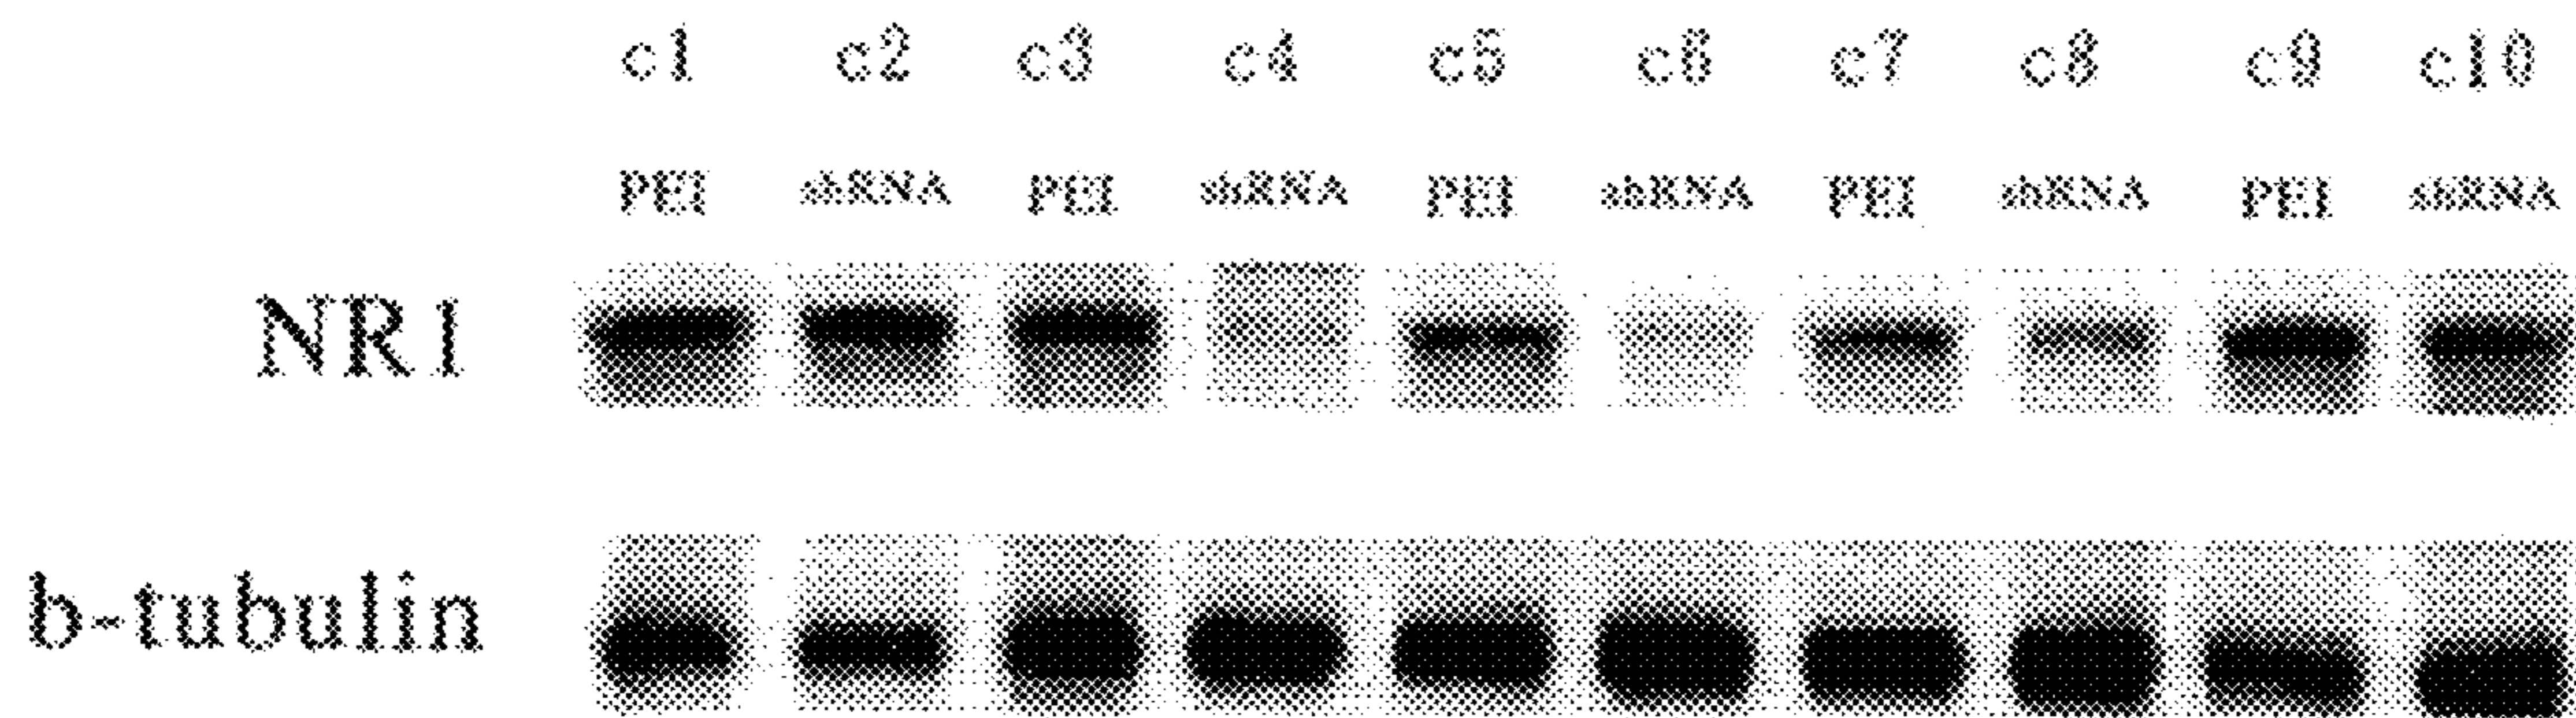 c1 c2 c3 c4 c5 c6 c7 c8 c9 c10
PEI shRNA PEI shRNA PEI shRNA PEI shRNA PEI shRNA
NR1
b-tubulin